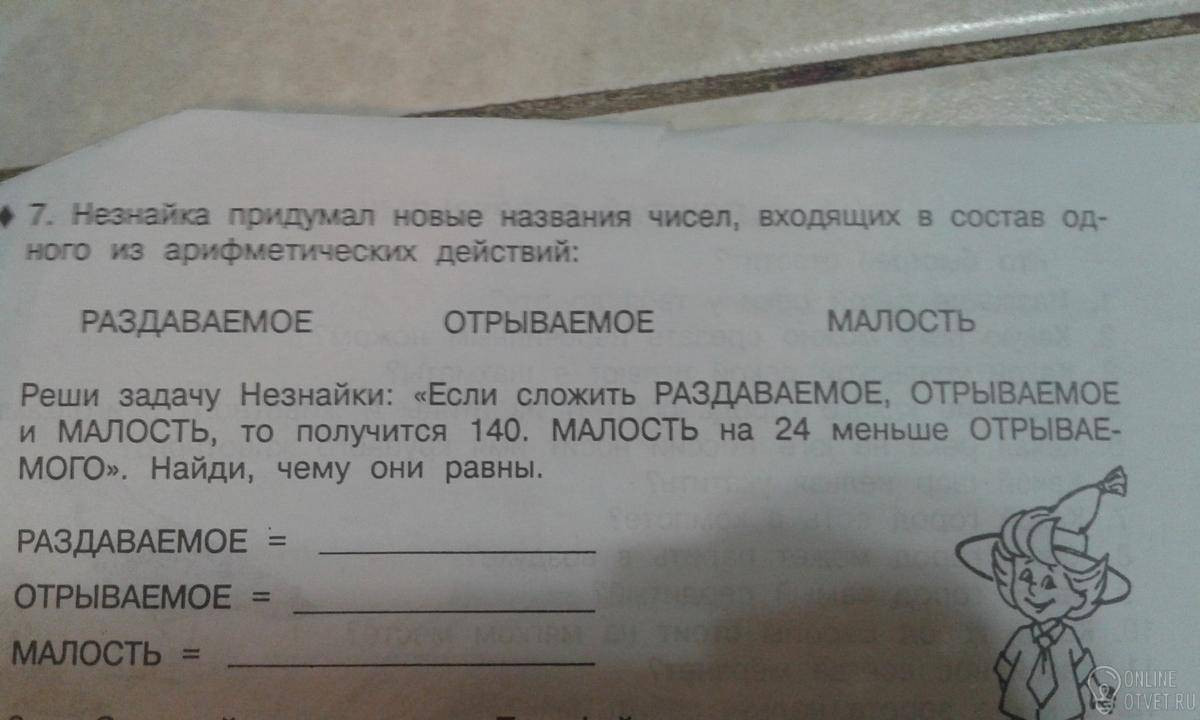 7. Незнайка придумал новые названия чисел, входящих в состав од-
ного из арифметических действий:
РАЗДАВАЕМОЕ ОТРЫВАЕМОЕ МАЛОСТЬ
Реши задачу Незнайки: «Если сложить РАЗДАВАЕМОЕ, ОТРЫВАЕМОЕ
и МАЛОСТЬ, то получится 140. МАЛОСТЬ на 24 меньше ОТРЫВАЕ-
МОГО». Найди, чему они равны.
РАЗДАВАЕМОЕ =
ОТРЫВАЕМОЕ =
МАЛОСТЬ =
ONLINE
OTVET.RU